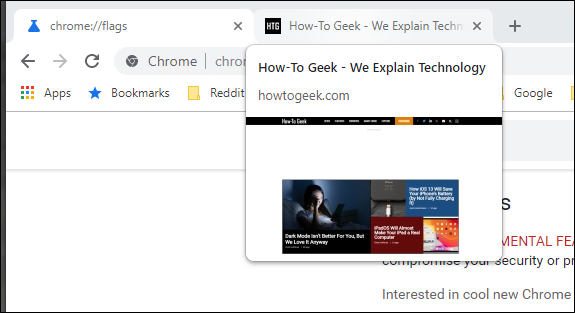 chrome://flags
HTG How-To Geek - We Explain Techn
Chrome chrom
How-To Geek - We Explain Technology
howtogeek.com
Apps Bookmarks Reddit Google
How-To Geek
Dark Mode Isn't Better For You, But
We Love It Anyway
How iOS 13 Will Save
Your iPhone's Battery
(by Not Fully Charging
It)
iPadOS Will Almost
Make Your iPad a Real
Computer
s
MENTAL FEA
compromise your security or pr
Interested in cool new Chrome